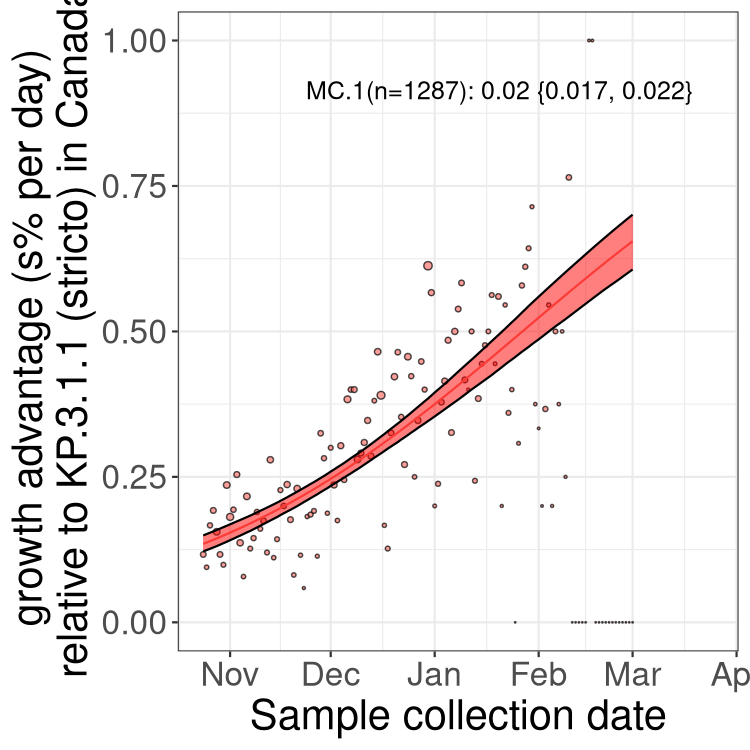 growth advantage (s% per day)
relative to KP.3.1.1 (stricto) in Canada
1.00
0.75
0.50
0.25
0.00
MC.1(n=1287): 0.02 {0.017, 0.022}
Nov Dec Jan Feb Mar Ap
Sample collection date